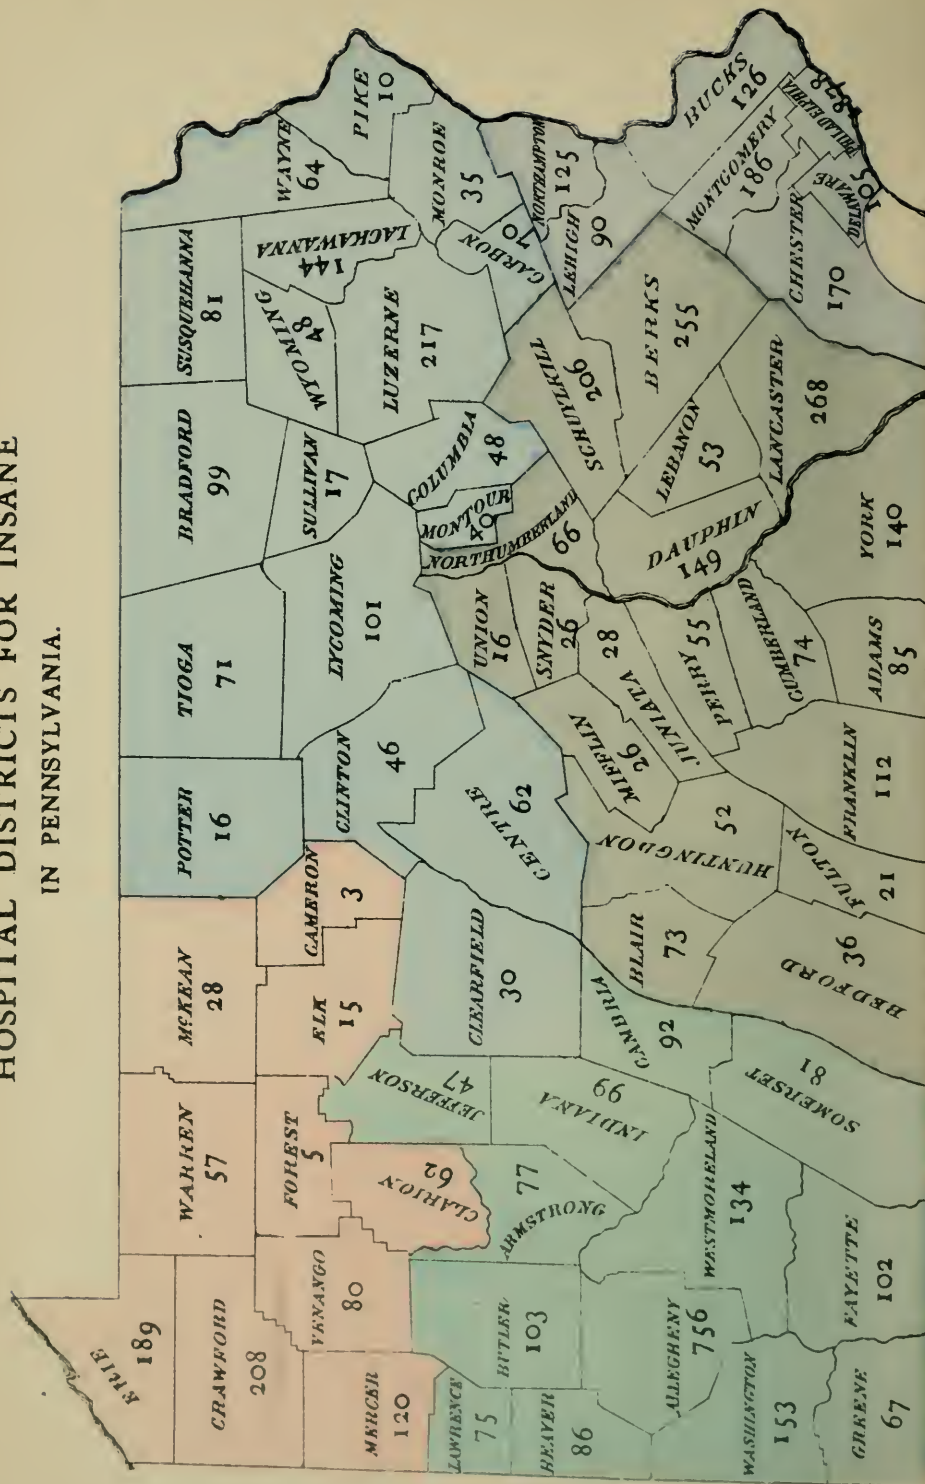 HOSPITAL DISTRICTS FOR INSANE
IN PENNSYLVANIA.
ERIE
189
CRAWFORD
208
MERCER
120
VENANGO
80
WARREN
57
FOREST
5
CLARION
62
McKEAN
28
ELK
15
CAMERON
3
POTTER
16
TIOGA
71
BRADFORD
99
SUSQUEHANNA
81
WAYNE
64
PIKE
10
WYOMING
48
LACKAWANNA
144
SULLIVAN
17
LYCOMING
101
CLINTON
46
CENTRE
62
CLEARFIELD
30
LUZERNE
217
COLUMBIA
48
MONTOUR
40
MONROE
35
CARBON
70
NORTHAMPTON
125
LEHIGH
90
BUCKS
126
MONTGOMERY
186
PHILADELPHIA
DELAWARE
105
CHESTER
170
SCHUYLKILL
206
BERKS
255
LEBANON
53
LANCASTER
268
NORTHUMBERLAND
66
DAUPHIN
149
UNION
16
SNYDER
26
MIFFLIN
26
JUNIATA
28
PERRY 55
CUMBERLAND
74
YORK
140
ADAMS
85
FRANKLIN
112
FULTON
21
HUNTINGDON
52
BLAIR
73
BEDFORD
36
JEFFERSON
47
INDIANA
99
CAMBRIA
92
SOMERSET
81
ARMSTRONG
77
WESTMORELAND
134
BUTLER
103
LAWRENCE
75
BEAVER
86
ALLEGHENY
756
WASHINGTON
153
FAYETTE
102
GREENE
67